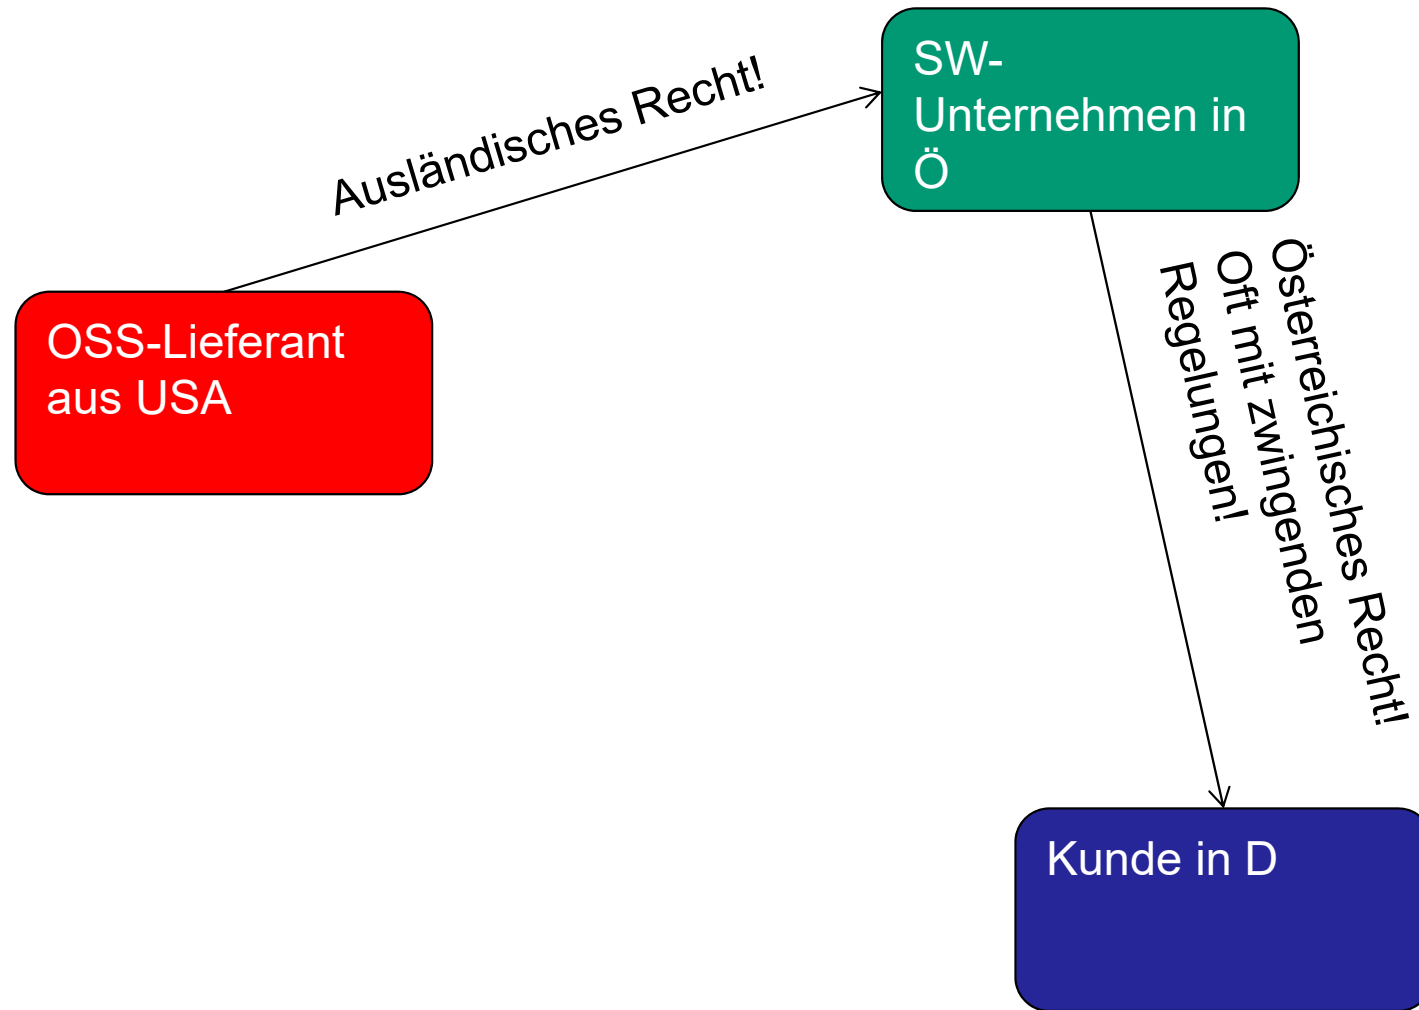 SW-
Unternehmen in
Ö
Ausländisches Recht!
OSS-Lieferant
aus USA
Österreichisches Recht!
Oft mit zwingenden
Regelungen!
Kunde in D